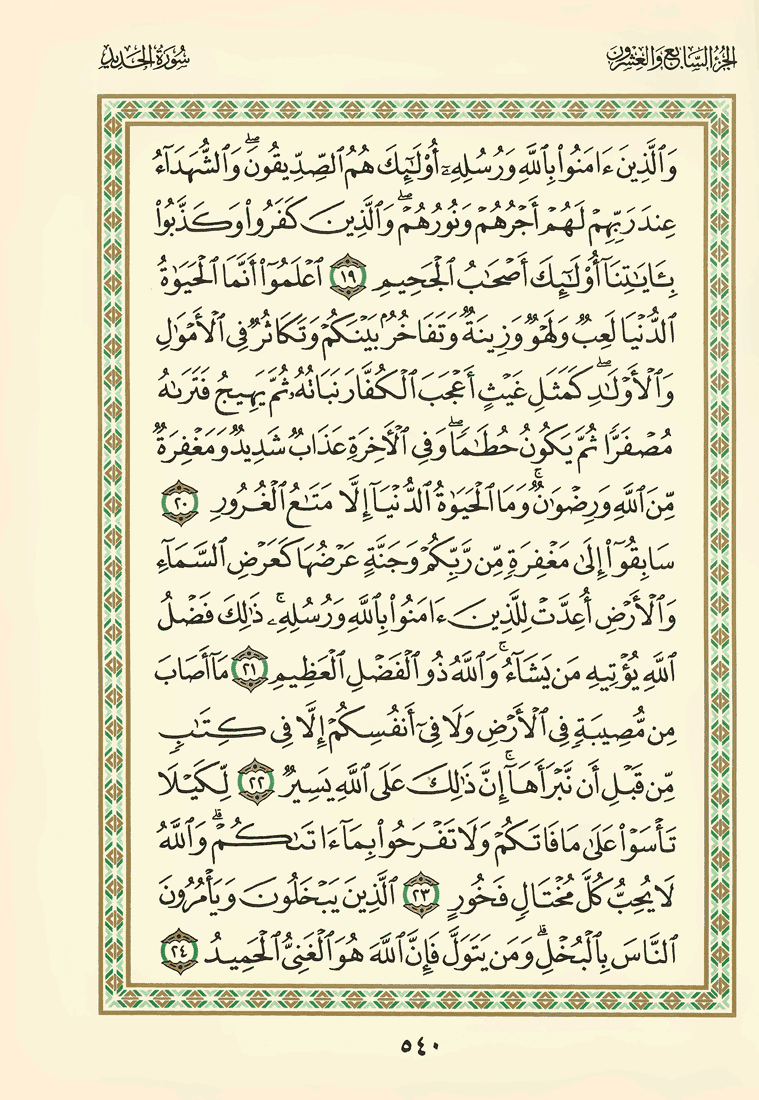 الجزء السابع والعشرون
سورة الحديد
وَٱلَّذِينَ ءَامَنُوا۟ بِٱللَّهِ وَرُسُلِهِۦٓ أُو۟لَـٰٓئِكَ هُمُ ٱلصِّدِّيقُونَ ۖ وَٱلشُّهَدَآءُ
عِندَ رَبِّهِمْ لَهُمْ أَجْرُهُمْ وَنُورُهُمْ ۖ وَٱلَّذِينَ كَفَرُوا۟ وَكَذَّبُوا۟
بِـَٔايَـٰتِنَآ أُو۟لَـٰٓئِكَ أَصْحَـٰبُ ٱلْجَحِيمِ ١٩ ٱعْلَمُوٓا۟ أَنَّمَا ٱلْحَيَوٰةُ
ٱلدُّنْيَا لَعِبٌ وَلَهْوٌ وَزِينَةٌ وَتَفَاخُرٌۢ بَيْنَكُمْ وَتَكَاثُرٌ فِى ٱلْأَمْوَٰلِ
وَٱلْأَوْلَـٰدِ ۖ كَمَثَلِ غَيْثٍ أَعْجَبَ ٱلْكُفَّارَ نَبَاتُهُۥ ثُمَّ يَهِيجُ فَتَرَىٰهُ
مُصْفَرًّا ثُمَّ يَكُونُ حُطَـٰمًا ۖ وَفِى ٱلْـَٔاخِرَةِ عَذَابٌ شَدِيدٌ وَمَغْفِرَةٌ
مِّنَ ٱللَّهِ وَرِضْوَٰنٌ ۚ وَمَا ٱلْحَيَوٰةُ ٱلدُّنْيَآ إِلَّا مَتَـٰعُ ٱلْغُرُورِ ٢٠
سَابِقُوٓا۟ إِلَىٰ مَغْفِرَةٍ مِّن رَّبِّكُمْ وَجَنَّةٍ عَرْضُهَا كَعَرْضِ ٱلسَّمَآءِ
وَٱلْأَرْضِ أُعِدَّتْ لِلَّذِينَ ءَامَنُوا۟ بِٱللَّهِ وَرُسُلِهِۦ ۚ ذَٰلِكَ فَضْلُ
ٱللَّهِ يُؤْتِيهِ مَن يَشَآءُ ۚ وَٱللَّهُ ذُو ٱلْفَضْلِ ٱلْعَظِيمِ ٢١ مَآ أَصَابَ
مِن مُّصِيبَةٍ فِى ٱلْأَرْضِ وَلَا فِىٓ أَنفُسِكُمْ إِلَّا فِى كِتَـٰبٍ
مِّن قَبْلِ أَن نَّبْرَأَهَآ ۚ إِنَّ ذَٰلِكَ عَلَى ٱللَّهِ يَسِيرٌ ٢٢ لِّكَيْلَا
تَأْسَوْا۟ عَلَىٰ مَا فَاتَكُمْ وَلَا تَفْرَحُوا۟ بِمَآ ءَاتَىٰكُمْ ۗ وَٱللَّهُ
لَا يُحِبُّ كُلَّ مُخْتَالٍ فَخُورٍ ٢٣ ٱلَّذِينَ يَبْخَلُونَ وَيَأْمُرُونَ
ٱلنَّاسَ بِٱلْبُخْلِ ۗ وَمَن يَتَوَلَّ فَإِنَّ ٱللَّهَ هُوَ ٱلْغَنِىُّ ٱلْحَمِيدُ ٢٤
٥٤٠